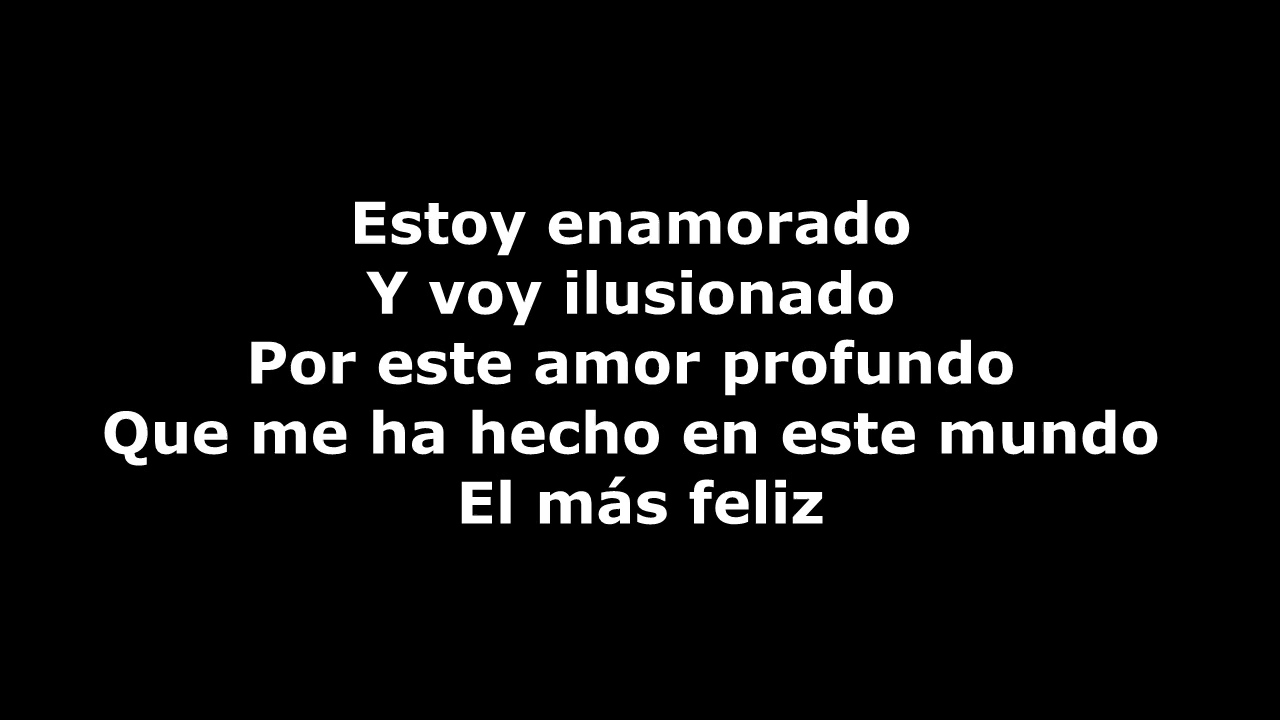 Estoy enamorado
Y voy ilusionado
Por este amor profundo
Que me ha hecho en este mundo
El más feliz